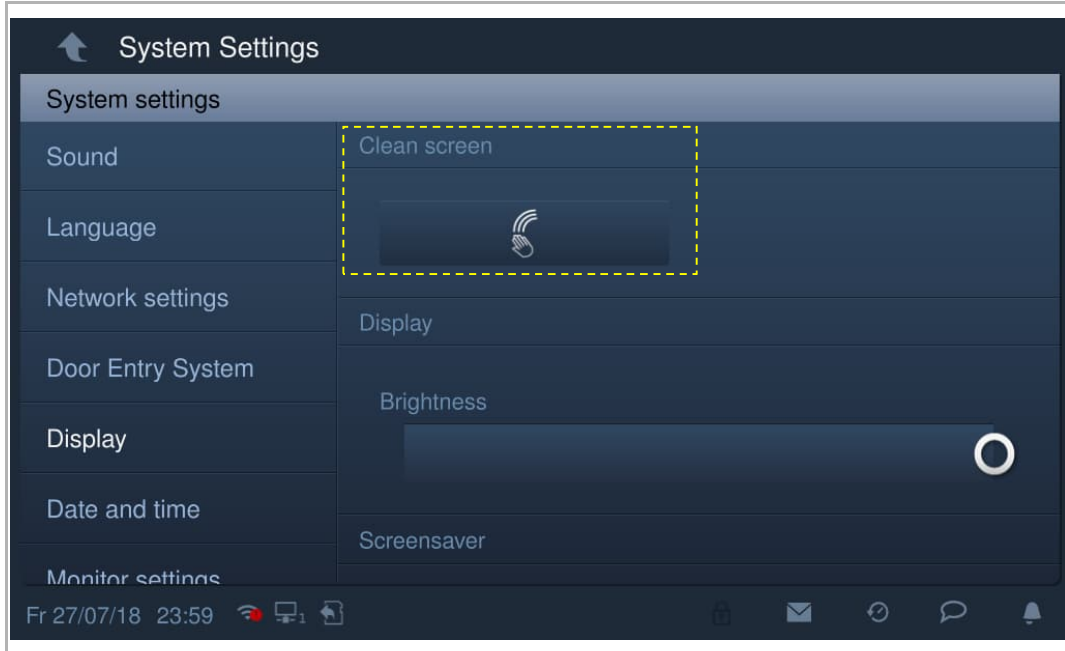 System Settings
System settings
Sound
Language
Network settings
Door Entry System
Display
Date and time
Monitor settings
Clean screen
Display
Brightness
Screensaver
Fr 27/07/18 23:59 1